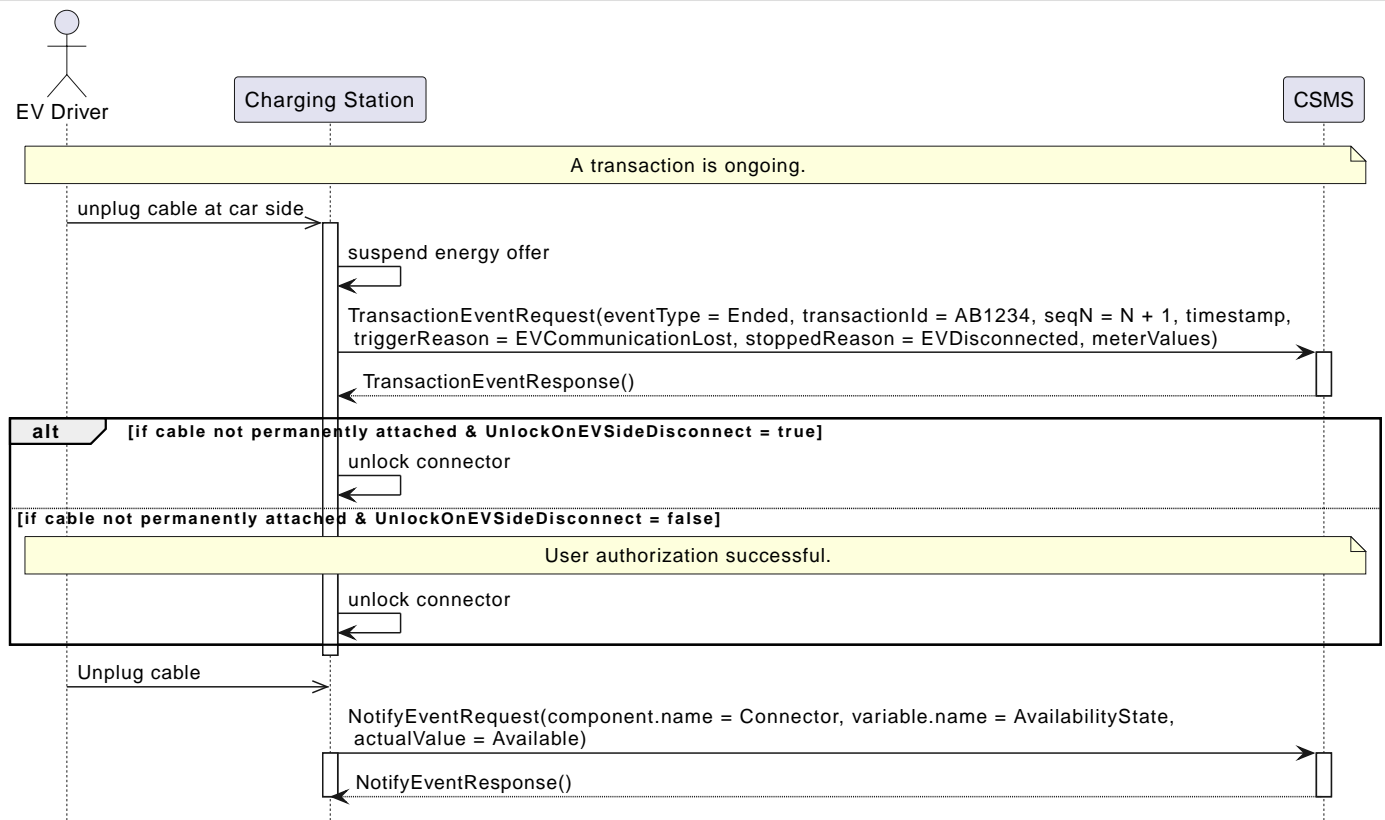 EV Driver
Charging Station
CSMS
A transaction is ongoing.
unplug cable at car side
suspend energy offer
TransactionEventRequest(eventType = Ended, transactionId = AB1234, seqN = N + 1, timestamp,
triggerReason = EVCommunicationLost, stoppedReason = EVDisconnected, meterValues)
TransactionEventResponse()
alt
[if cable not permanently attached & UnlockOnEVSideDisconnect = true]
unlock connector
[if cable not permanently attached & UnlockOnEVSideDisconnect = false]
User authorization successful.
unlock connector
Unplug cable
NotifyEventRequest(component.name = Connector, variable.name = AvailabilityState,
actualValue = Available)
NotifyEventResponse()